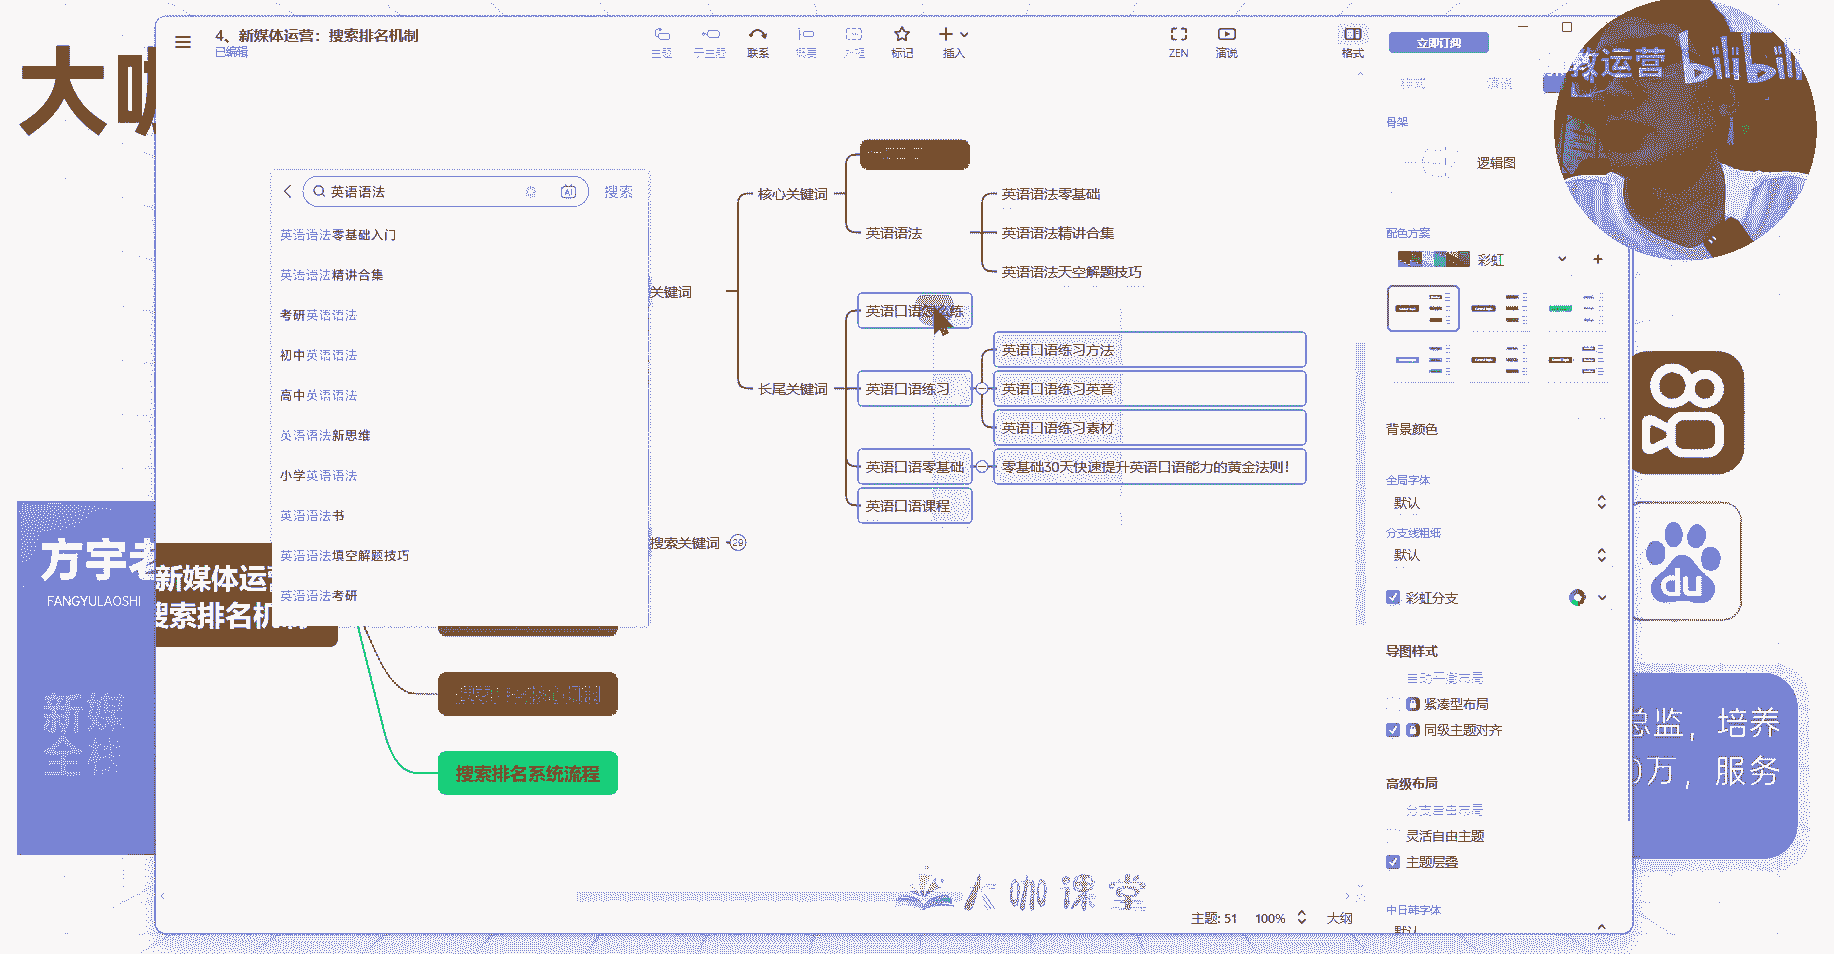 大咖
4、新媒体运营：搜索排名机制
已编辑
主题
子主题
联系
概要
外框
标记
插入
ZEN
演说
格式
立即订阅
样式
演说
运营 bilibili
骨架
逻辑图
配色方案
彩虹
背景颜色
全局字体
默认
分支线粗细
默认
彩虹分支
导图样式
自动平衡布局
紧凑型布局
同级主题对齐
高级布局
分支自由布局
灵活自由主题
主题层叠
中日韩字体
默认
英语语法
搜索
英语语法零基础入门
英语语法精讲合集
考研英语语法
初中英语语法
高中英语语法
英语语法新思维
小学英语语法
英语语法书
英语语法填空解题技巧
英语语法考研
关键词
核心关键词
英语语法
英语语法零基础
英语语法精讲合集
英语语法天空解题技巧
长尾关键词
英语口语怎么练
英语口语练习
英语口语练习方法
英语口语练习英音
英语口语练习素材
英语口语零基础
零基础30天快速提升英语口语能力的黄金法则！
英语口语课程
搜索关键词
29
新媒体运营
搜索排名机制
搜索排名系统流程
方宇老
FANGYULAOSHI
新媒
全栈
du
总监，培养
0万，服务
大咖课堂
主题: 51
100%
大纲